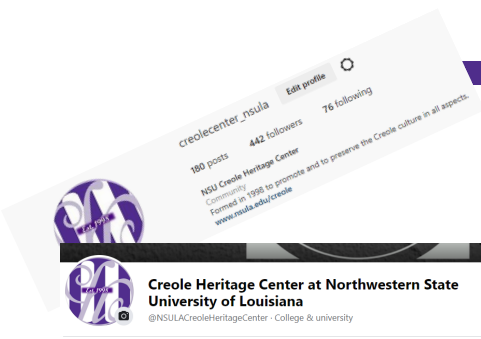 creolecenter_nsula
Edit profile
180 posts
442 followers
76 following
NSU Creole Heritage Center
Community
Formed in 1998 to promote and to preserve the Creole culture in all aspects.
www.nsula.edu/creole
Est. 1998
Est. 1998
Creole Heritage Center at Northwestern State
University of Louisiana
@NSULACreoleHeritageCenter · College & university